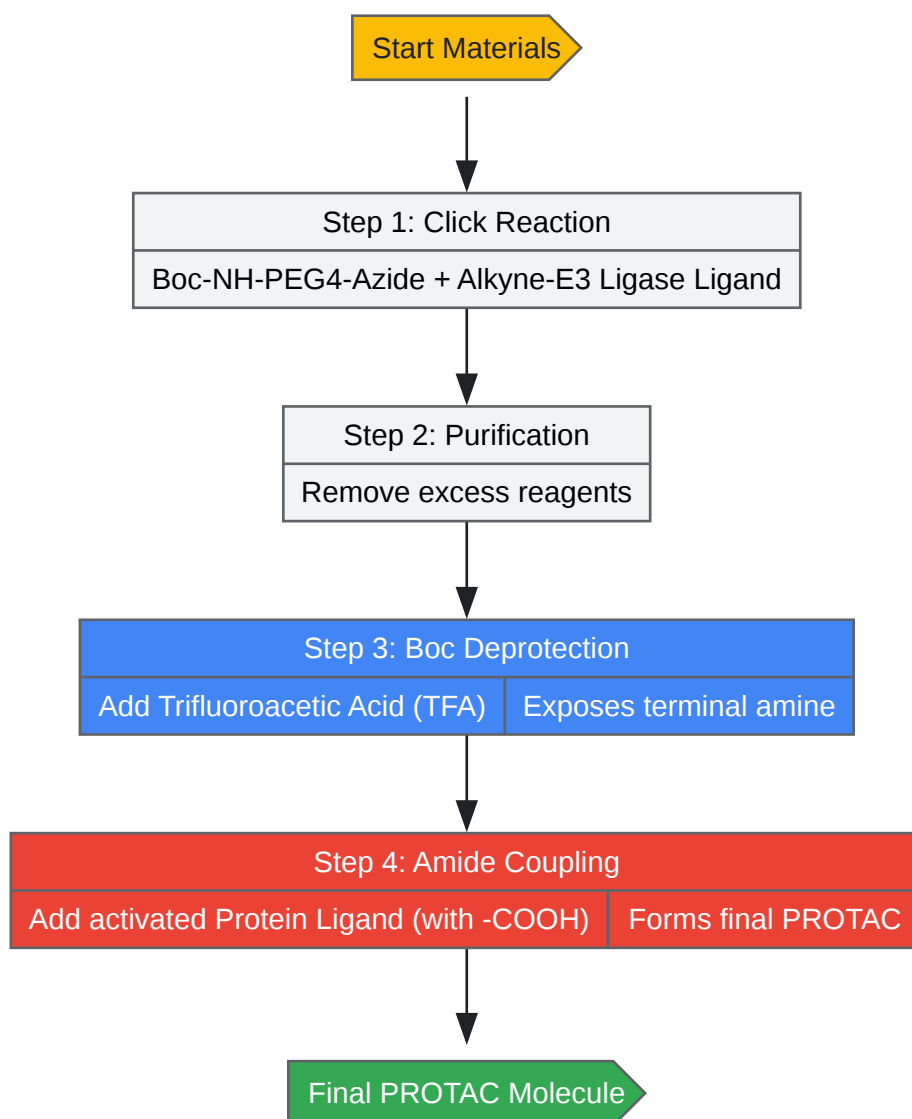 Start Materials
Step 1: Click Reaction
Boc-NH-PEG4-Azide + Alkyne-E3 Ligase Ligand
Step 2: Purification
Remove excess reagents
Step 3: Boc Deprotection
Add Trifluoroacetic Acid (TFA)
Exposes terminal amine
Step 4: Amide Coupling
Add activated Protein Ligand (with -COOH)
Forms final PROTAC
Final PROTAC Molecule